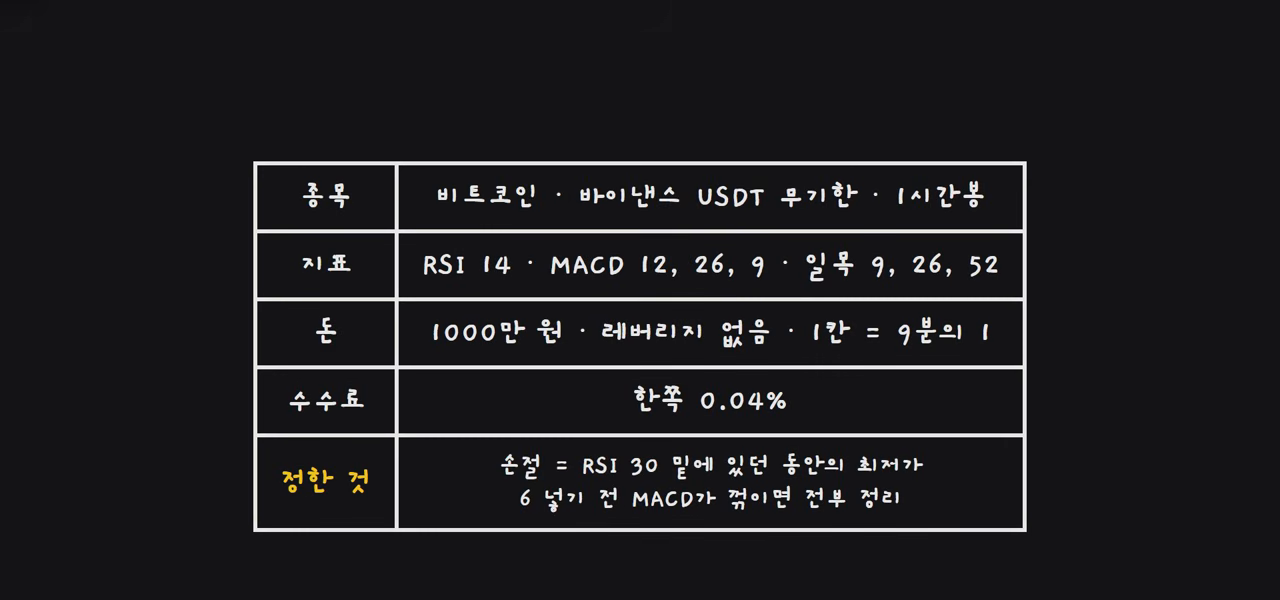 종목
비트코인 · 바이낸스 USDT 무기한 · 1시간봉
지표
RSI 14 · MACD 12, 26, 9 · 일목 9, 26, 52
돈
1000만 원 · 레버리지 없음 · 1칸 = 9분의 1
수수료
한쪽 0.04%
정한 것
손절 = RSI 30 밑에 있던 동안의 최저가
6 넣기 전 MACD가 꺾이면 전부 정리